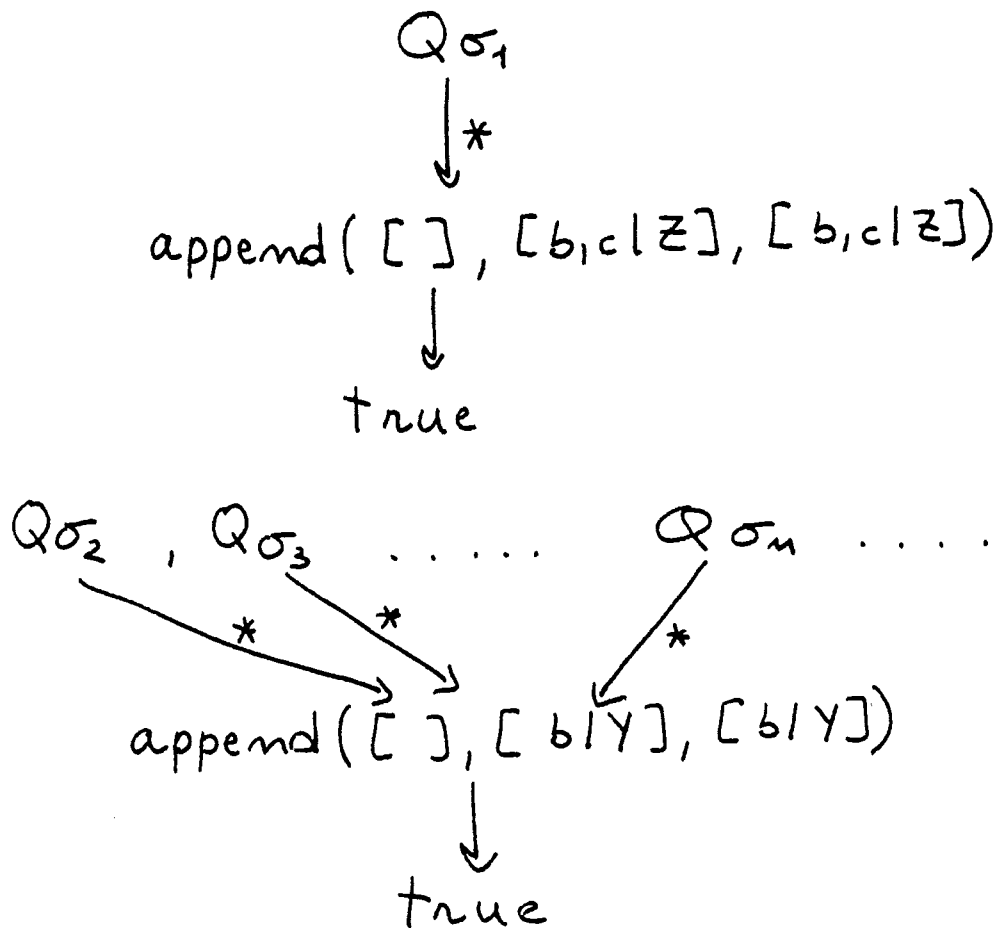 Qσ₁
*
append([ ], [b,c|Z], [b,c|Z])
true
Qσ₂ , Qσ₃ ...... Qσₙ ....
* * *
append([ ], [b|Y], [b|Y])
true